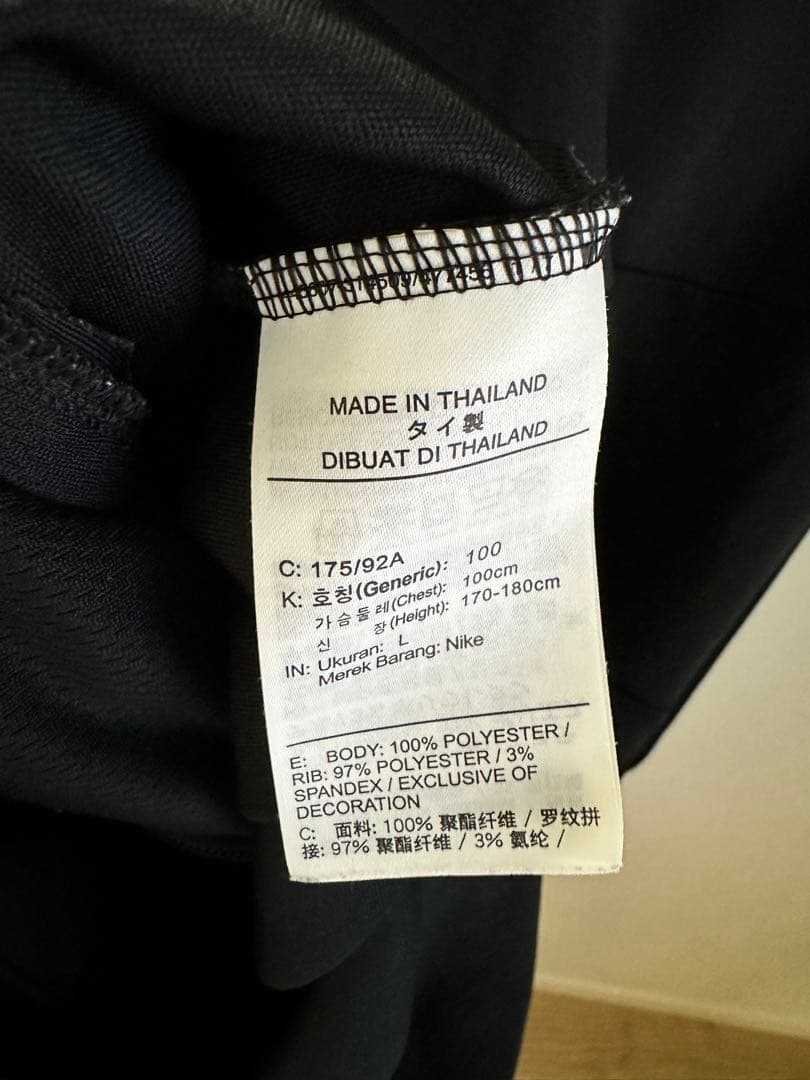 MADE IN THAILAND
タイ製
DIBUAT DI THAILAND
C: 175/92A
K: 호칭(Generic): 100
가슴둘레(Chest): 100cm
신 장(Height): 170-180cm
IN: Ukuran: L
Merek Barang: Nike
E: BODY: 100% POLYESTER /
RIB: 97% POLYESTER / 3%
SPANDEX / EXCLUSIVE OF
DECORATION
C: 面料: 100% 聚酯纤维 / 罗纹拼
接: 97% 聚酯纤维 / 3% 氨纶 /